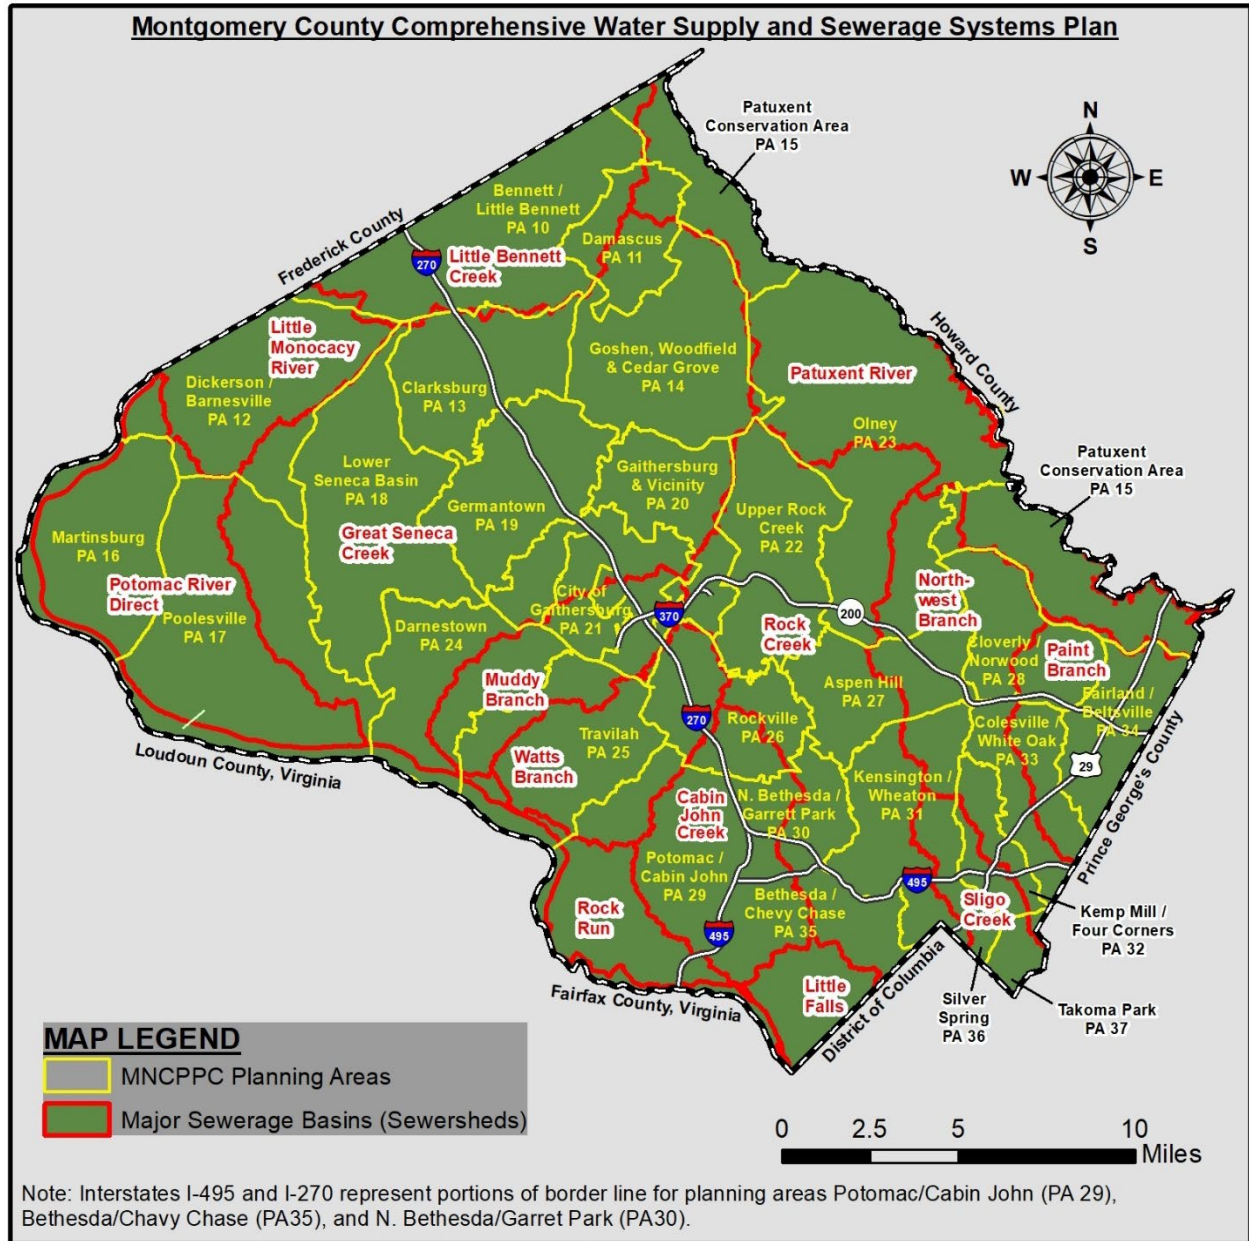 Montgomery County Comprehensive Water Supply and Sewerage Systems Plan
Patuxent
Conservation Area
PA 15
N
W
E
S
Bennett /
Little Bennett
PA 10
Damascus
PA 11
Frederick County
270
Little Bennett
Creek
Little
Monocacy
River
Dickerson /
Barnesville
PA 12
Clarksburg
PA 13
Goshen, Woodfield
& Cedar Grove
PA 14
Patuxent River
Howard County
Olney
PA 23
Patuxent
Conservation Area
PA 15
Lower
Seneca Basin
PA 18
Germantown
PA 19
Gaithersburg
& Vicinity
PA 20
Upper Rock
Creek
PA 22
Martinsburg
PA 16
Great Seneca
Creek
Potomac River
Direct
Poolesville
PA 17
City of
Gaithersburg
PA 21
370
200
North-
west
Branch
Darnestown
PA 24
Rock
Creek
Cloverly /
Norwood
PA 28
Paint
Branch
Muddy
Branch
Aspen Hill
PA 27
Fairland /
Beltsville
PA 34
Travilah
PA 25
270
Rockville
PA 26
Colesville /
White Oak
PA 33
Loudoun County, Virginia
Watts
Branch
29
Cabin
John
Creek
N. Bethesda /
Garrett Park
PA 30
Kensington /
Wheaton
PA 31
Prince George's County
Potomac /
Cabin John
PA 29
Bethesda /
Chevy Chase
PA 35
495
Sligo
Creek
Kemp Mill /
Four Corners
PA 32
Rock
Run
495
Little
Falls
District of Columbia
Fairfax County, Virginia
Silver
Spring
PA 36
Takoma Park
PA 37
MAP LEGEND
MNCPPC Planning Areas
Major Sewerage Basins (Sewersheds)
0 2.5 5 10
Miles
Note: Interstates I-495 and I-270 represent portions of border line for planning areas Potomac/Cabin John (PA 29),
Bethesda/Chavy Chase (PA35), and N. Bethesda/Garret Park (PA30).